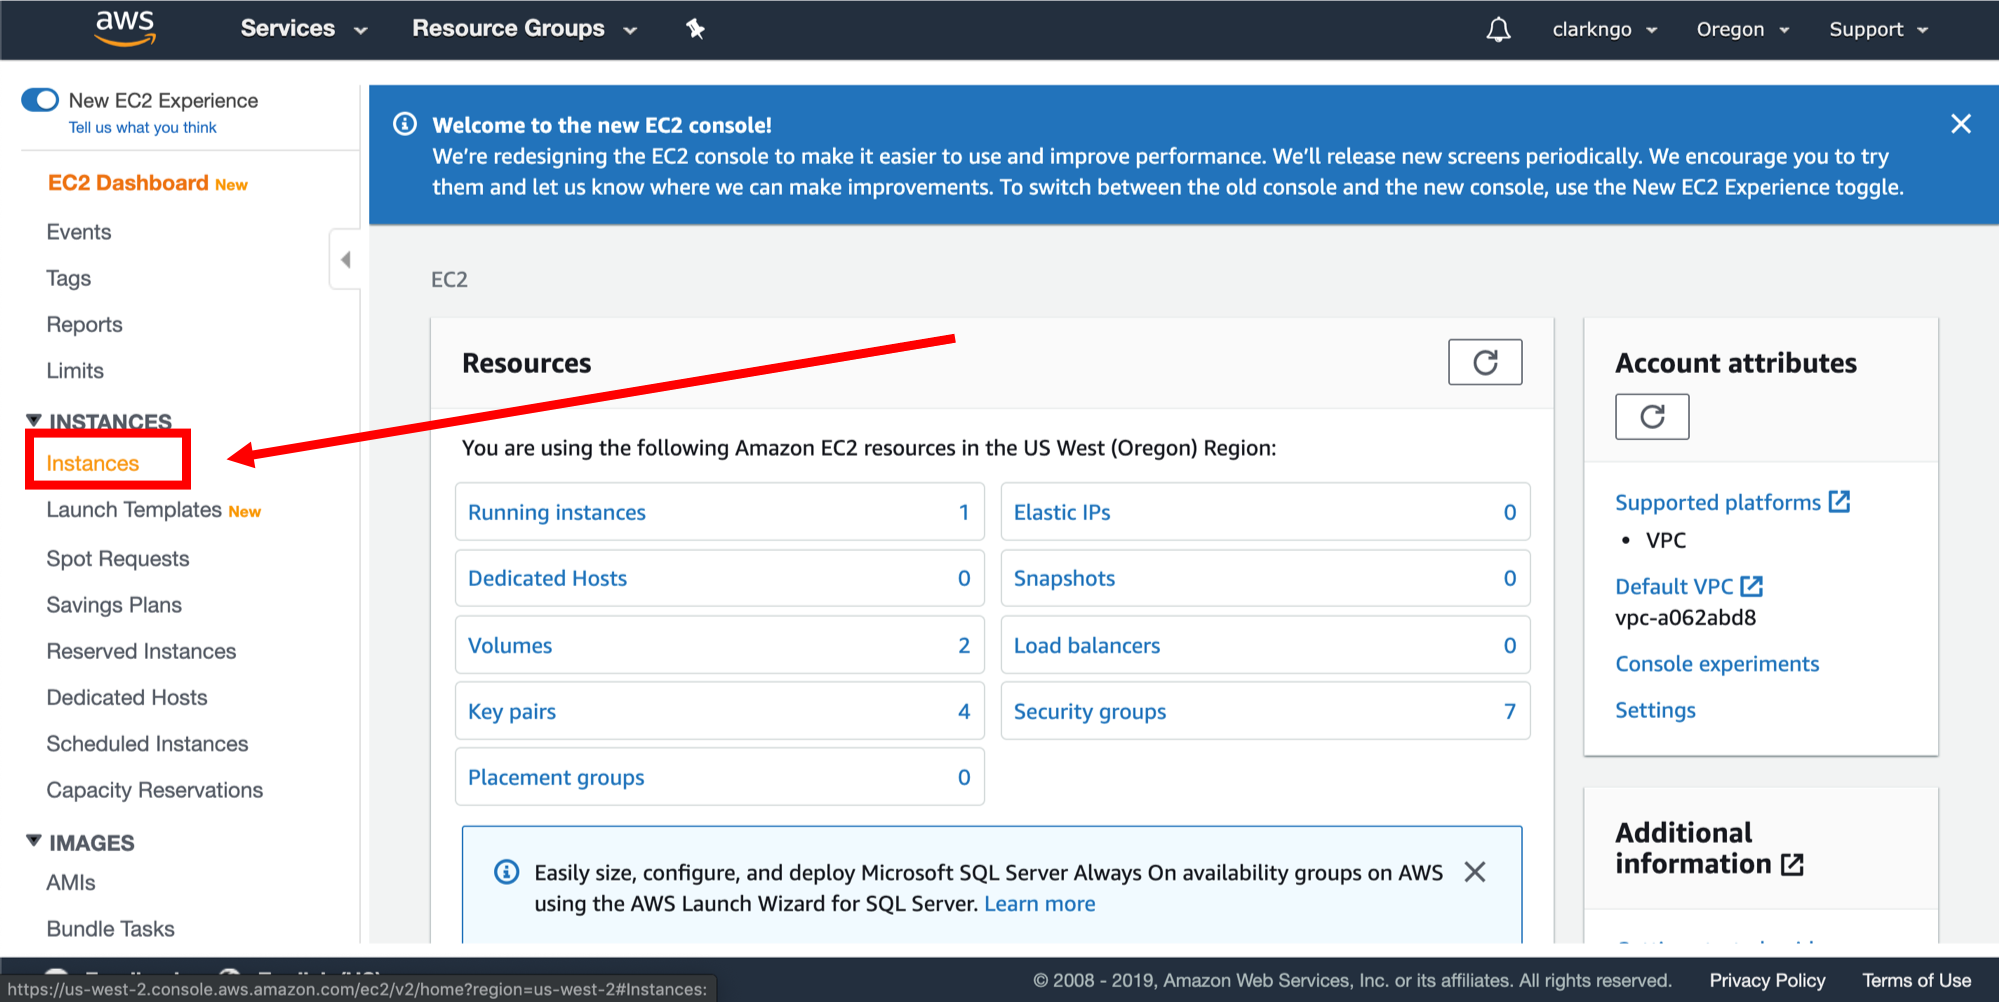 aws Services Resource Groups clarkngo Oregon Support
New EC2 Experience
Tell us what you think
EC2 Dashboard New
Events
Tags
Reports
Limits
INSTANCES
Instances
Launch Templates New
Spot Requests
Savings Plans
Reserved Instances
Dedicated Hosts
Scheduled Instances
Capacity Reservations
IMAGES
AMIs
Bundle Tasks
Welcome to the new EC2 console!
We're redesigning the EC2 console to make it easier to use and improve performance. We'll release new screens periodically. We encourage you to try
them and let us know where we can make improvements. To switch between the old console and the new console, use the New EC2 Experience toggle.
EC2
Resources
You are using the following Amazon EC2 resources in the US West (Oregon) Region:
Running instances 1
Elastic IPs 0
Dedicated Hosts 0
Snapshots 0
Volumes 2
Load balancers 0
Key pairs 4
Security groups 7
Placement groups 0
Easily size, configure, and deploy Microsoft SQL Server Always On availability groups on AWS
using the AWS Launch Wizard for SQL Server. Learn more
Account attributes
Supported platforms
• VPC
Default VPC
vpc-a062abd8
Console experiments
Settings
Additional
information
© 2008 - 2019, Amazon Web Services, Inc. or its affiliates. All rights reserved. Privacy Policy Terms of Use
https://us-west-2.console.aws.amazon.com/ec2/v2/home?region=us-west-2#Instances: